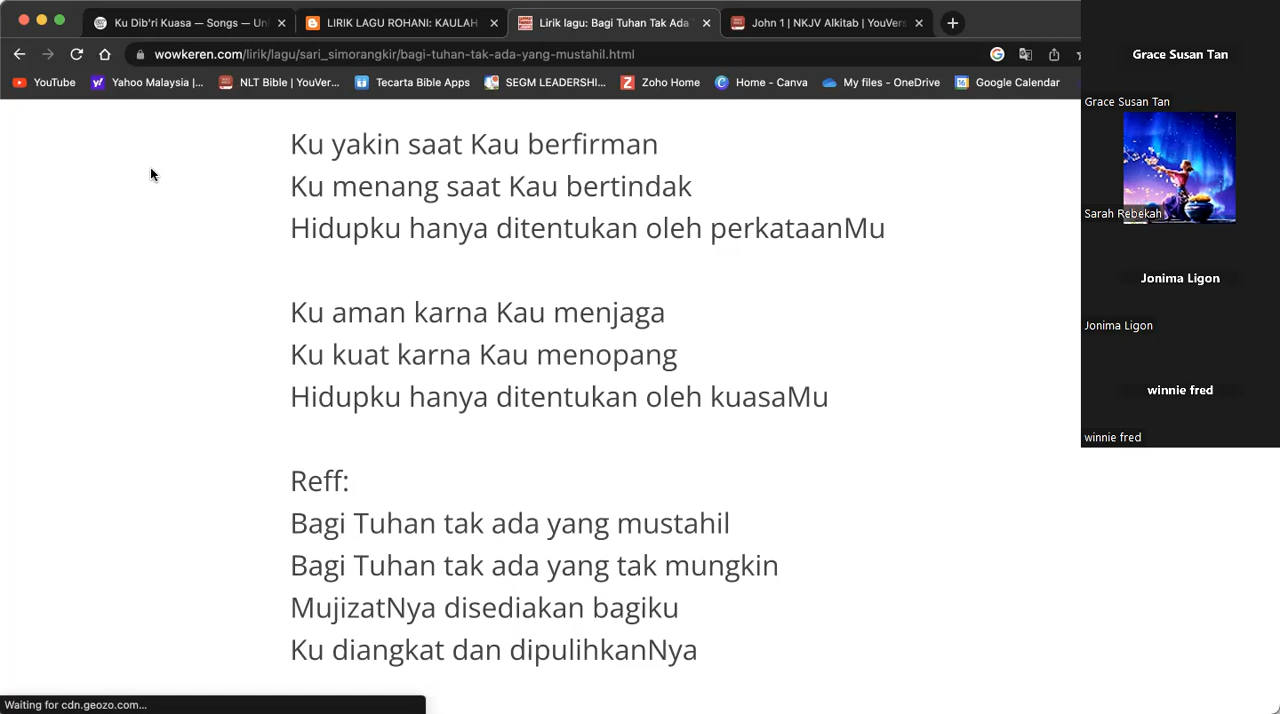 Ku Dib'ri Kuasa — Songs — Un
LIRIK LAGU ROHANI: KAULAH
Lirik lagu: Bagi Tuhan Tak Ada
John 1 | NKJV Alkitab | YouVers
wowkeren.com/lirik/lagu/sari_simorangkir/bagi-tuhan-tak-ada-yang-mustahil.html
YouTube
Yahoo Malaysia |...
NLT Bible | YouVer...
Tecarta Bible Apps
SEGM LEADERSHI...
Zoho Home
Home - Canva
My files - OneDrive
Google Calendar
Ku yakin saat Kau berfirman
Ku menang saat Kau bertindak
Hidupku hanya ditentukan oleh perkataanMu
Ku aman karna Kau menjaga
Ku kuat karna Kau menopang
Hidupku hanya ditentukan oleh kuasaMu
Reff:
Bagi Tuhan tak ada yang mustahil
Bagi Tuhan tak ada yang tak mungkin
MujizatNya disediakan bagiku
Ku diangkat dan dipulihkanNya
Waiting for cdn.geozo.com...
Grace Susan Tan
Grace Susan Tan
Sarah Rebekah
Jonima Ligon
Jonima Ligon
winnie fred
winnie fred